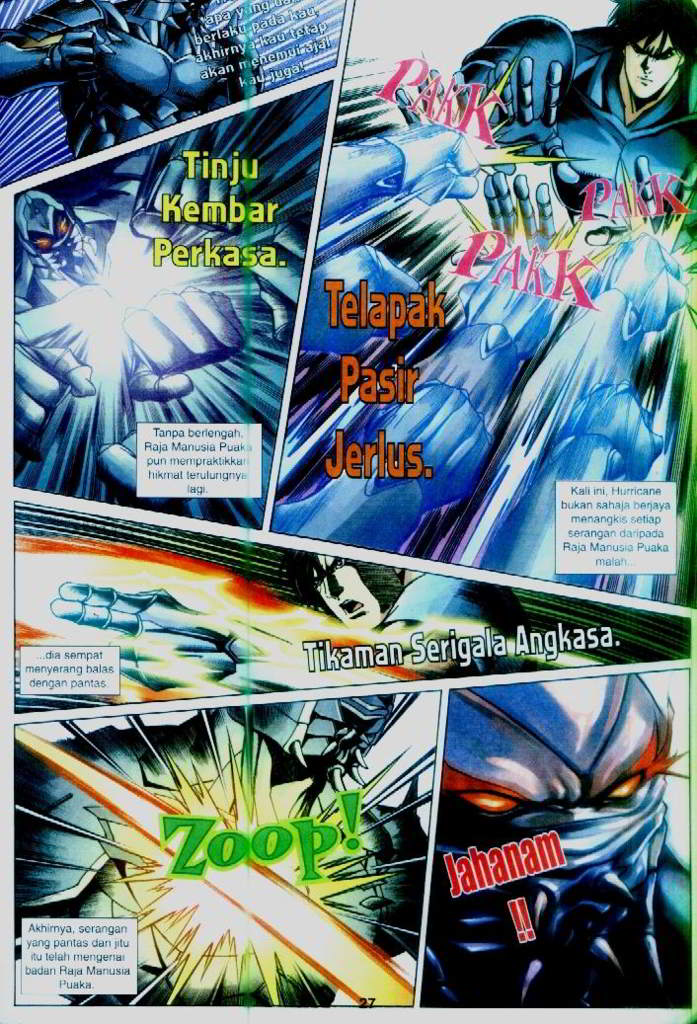 apa yang
berlaku pada kau,
akhirnya kau tetap
akan menemui ajal
kau juga!
Tinju
Kembar
Perkasa.
Tanpa berlengah,
Raja Manusia Puaka
pun mempraktikkan
hikmat terulungnya
lagi.
PAKK
PAKK
PAKK
Telapak
Pasir
Jerlus.
Kali ini, Hurricane
bukan sahaja berjaya
menangkis setiap
serangan daripada
Raja Manusia Puaka
malah...
...dia sempat
menyerang balas
dengan pantas.
Tikaman Serigala Angkasa.
Zoop!
Akhirnya, serangan
yang pantas dan jitu
itu telah mengenai
badan Raja Manusia
Puaka.
Jahanam
!!
27